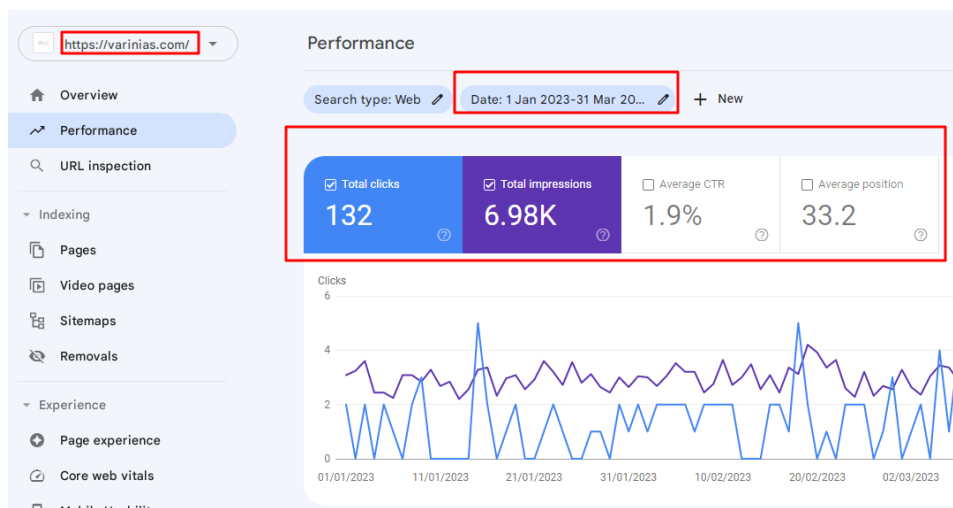 https://varinias.com/
Overview
Performance
URL inspection
Indexing
Pages
Video pages
Sitemaps
Removals
Experience
Page experience
Core web vitals
Performance
Search type: Web
Date: 1 Jan 2023-31 Mar 20...
+ New
Total clicks
132
Total impressions
6.98K
Average CTR
1.9%
Average position
33.2
Clicks
6
4
2
0
01/01/2023
11/01/2023
21/01/2023
31/01/2023
10/02/2023
20/02/2023
02/03/2023